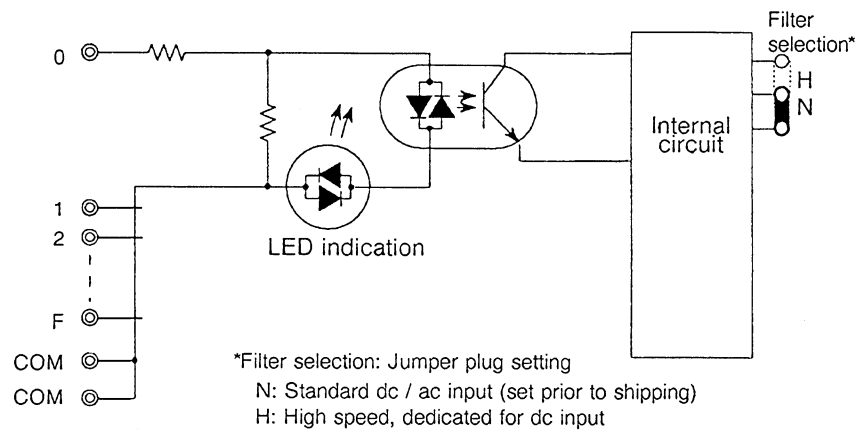 Filter
selection*
0
H
N
Internal
circuit
1
2
LED indication
F
COM
COM
*Filter selection: Jumper plug setting
N: Standard dc / ac input (set prior to shipping)
H: High speed, dedicated for dc input